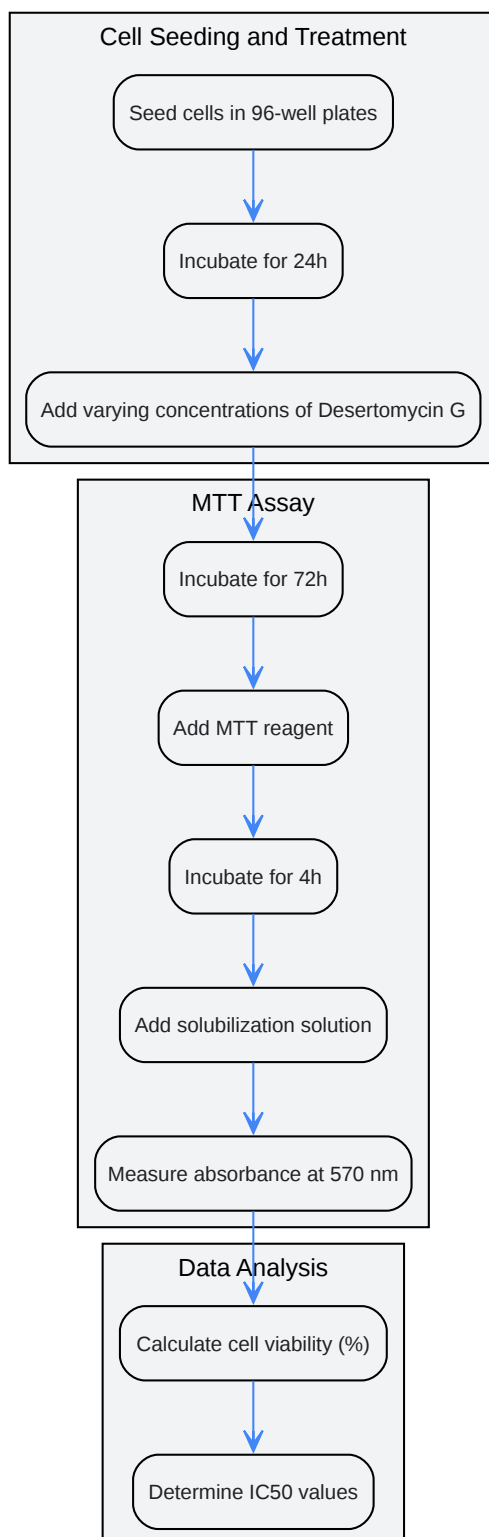 Cell Seeding and Treatment
Seed cells in 96-well plates
Incubate for 24h
Add varying concentrations of Desertomycin G
MTT Assay
Incubate for 72h
Add MTT reagent
Incubate for 4h
Add solubilization solution
Measure absorbance at 570 nm
Data Analysis
Calculate cell viability (%)
Determine IC50 values